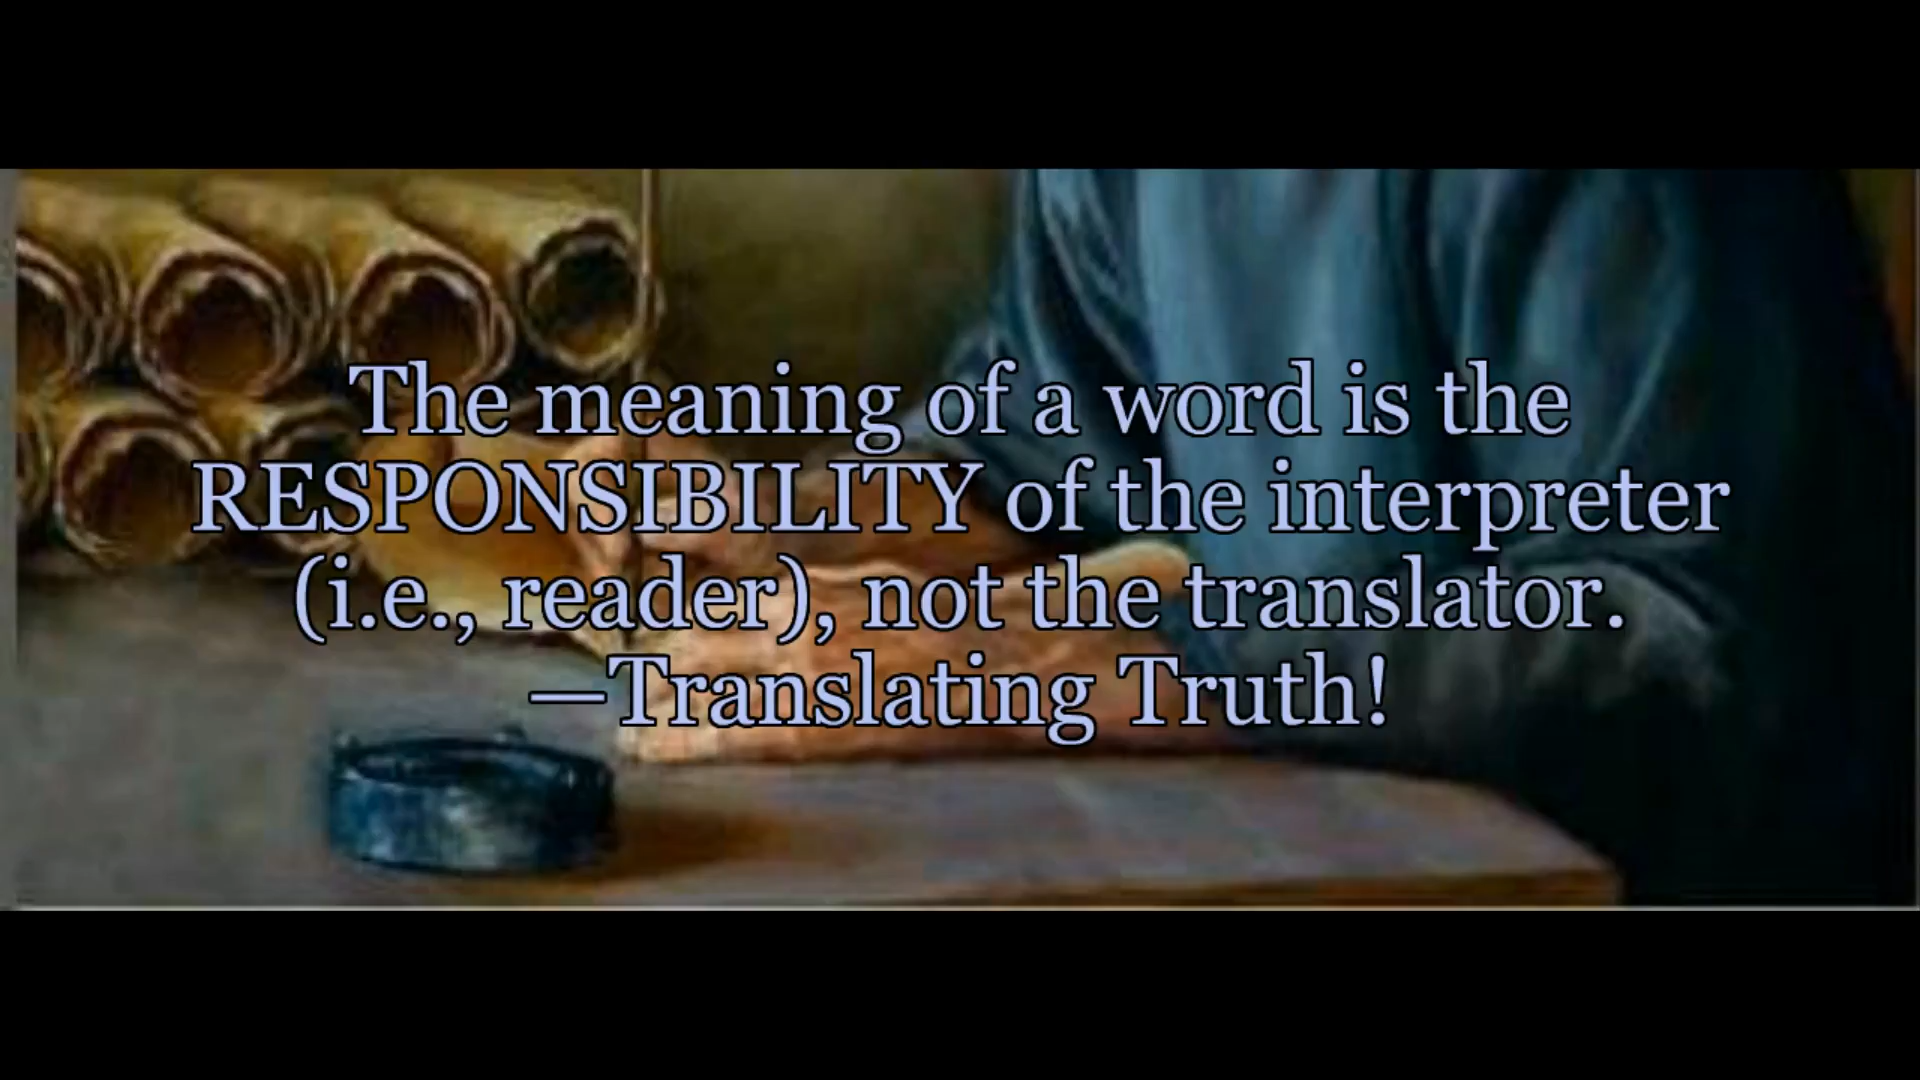 The meaning of a word is the
RESPONSIBILITY of the interpreter
(i.e., reader), not the translator.
—Translating Truth!